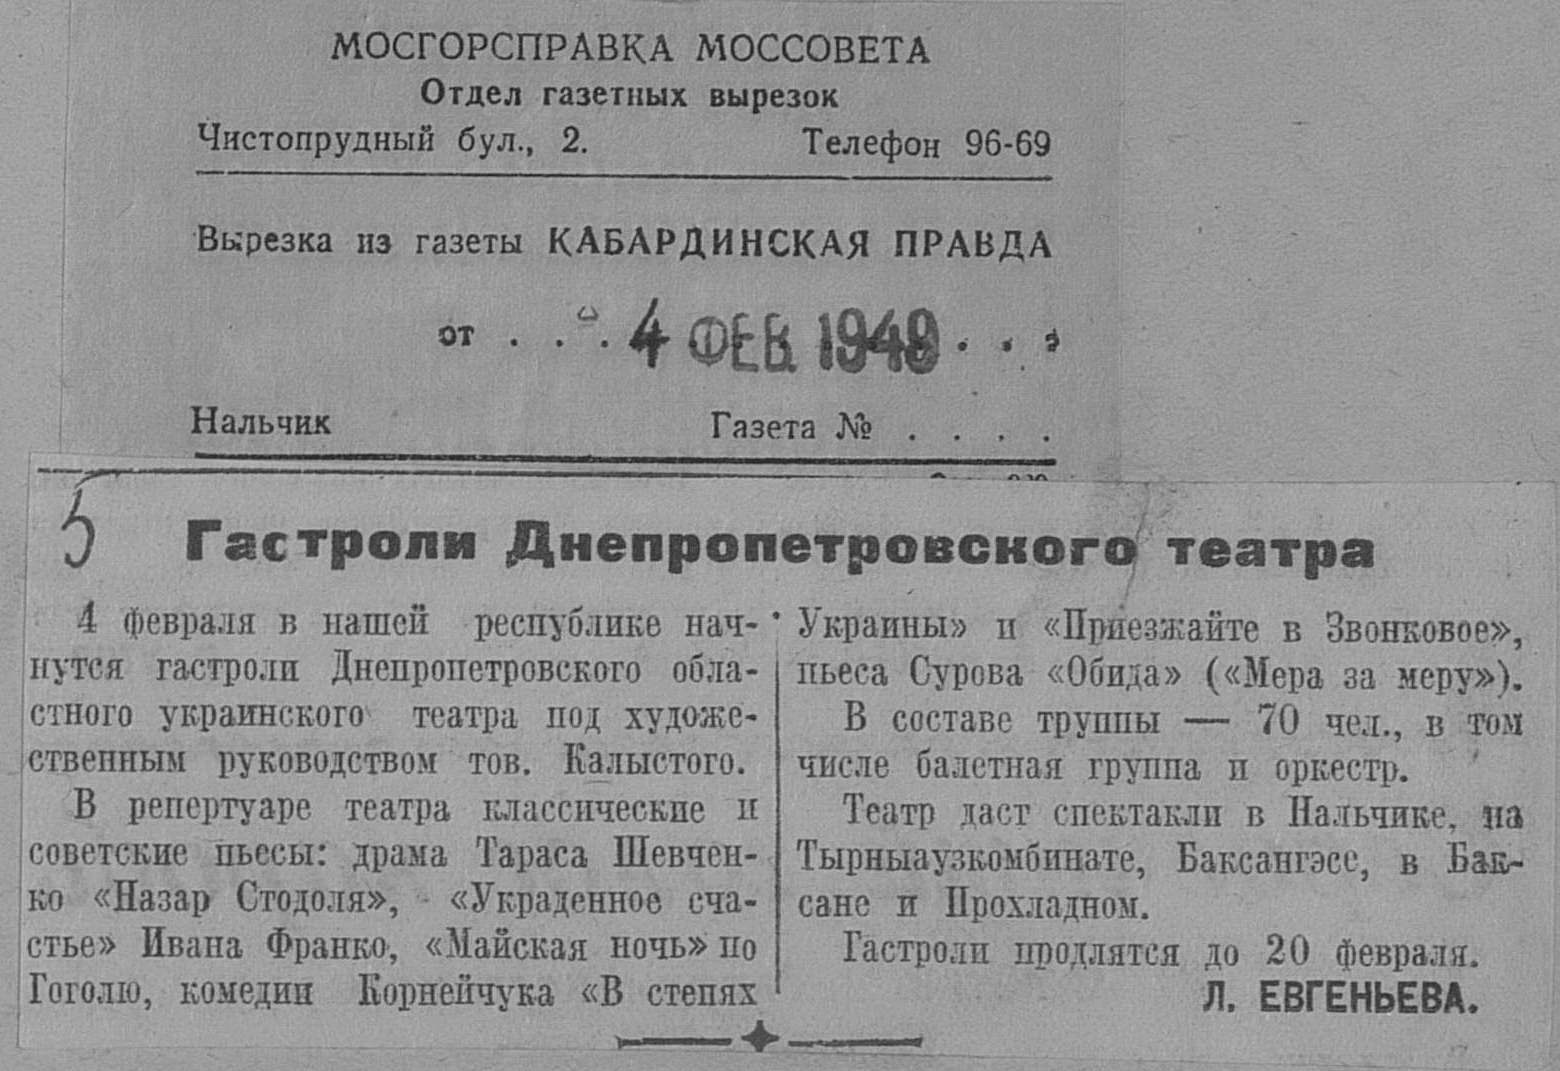 МОСГОРСПРАВКА МОССОВЕТА
Отдел газетных вырезок
Чистопрудный бул., 2. Телефон 96-69
Вырезка из газеты КАБАРДИНСКАЯ ПРАВДА
от . . . 4 ФЕВ. 1949 . . .
Нальчик Газета № . . . .
5
Гастроли Днепропетровского театра
4 февраля в нашей республике нач-
нутся гастроли Днепропетровского обла-
стного украинского театра под художе-
ственным руководством тов. Калыстого.
В репертуаре театра классические и
советские пьесы: драма Тараса Шевчен-
ко «Назар Стодоля», «Украденное сча-
стье» Ивана Франко, «Майская ночь» по
Гоголю, комедии Корнейчука «В степях
Украины» и «Приезжайте в Звонковое»,
пьеса Сурова «Обида» («Мера за меру»).
В составе труппы — 70 чел., в том
числе балетная группа и оркестр.
Театр даст спектакли в Нальчике, на
Тырныаузкомбинате, Баксангэсе, в Бак-
сане и Прохладном.
Гастроли продлятся до 20 февраля.
Л. ЕВГЕНЬЕВА.